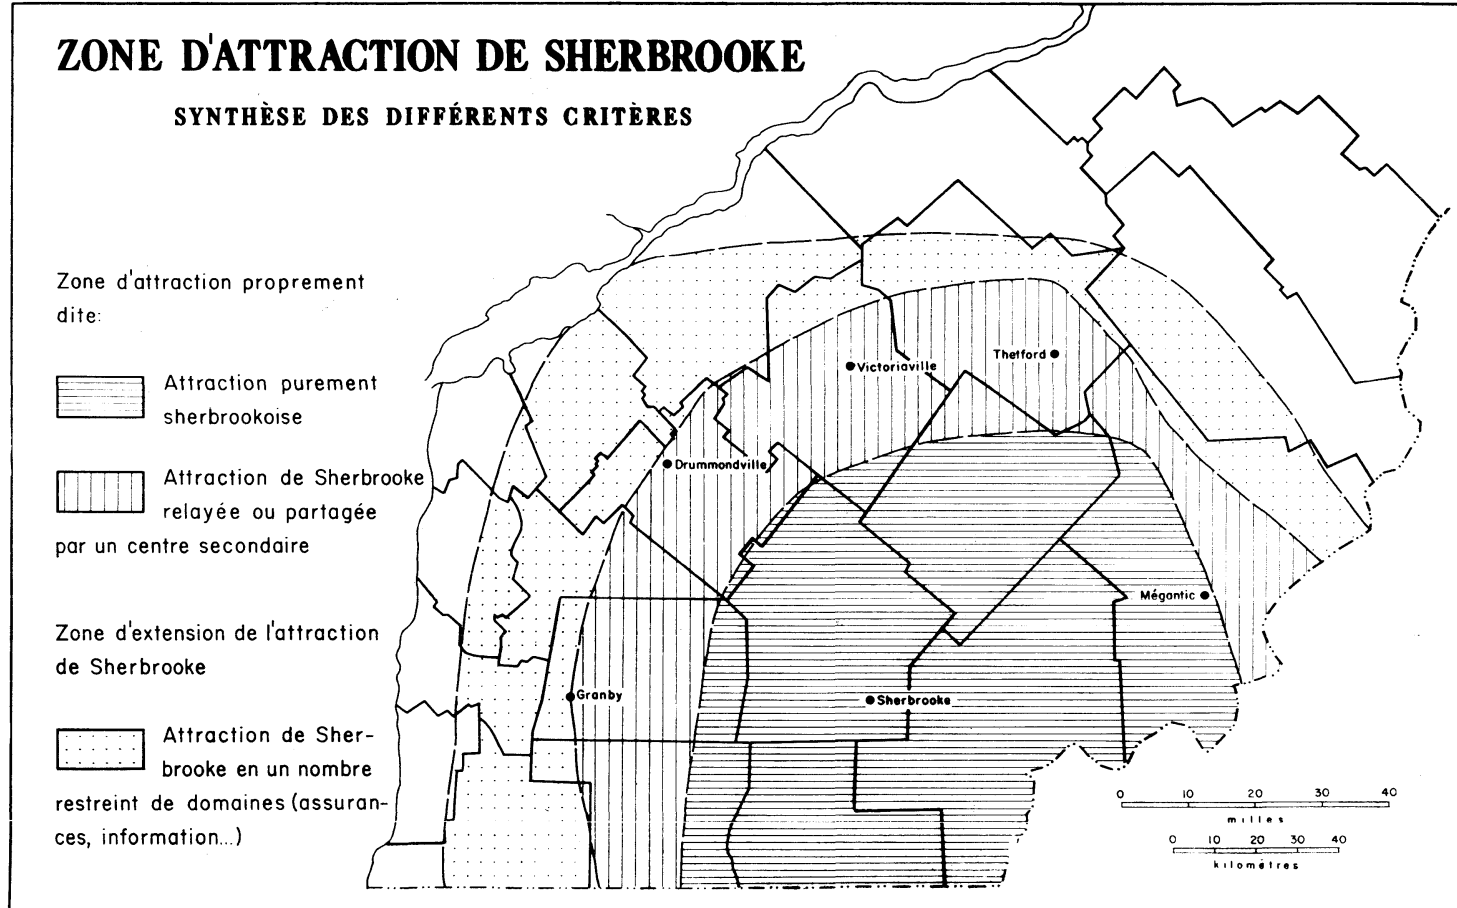 ZONE D'ATTRACTION DE SHERBROOKE
SYNTHÈSE DES DIFFÉRENTS CRITÈRES
Zone d'attraction proprement
dite:
Attraction purement
sherbrookoise
Attraction de Sherbrooke
relayée ou partagée
par un centre secondaire
Zone d'extension de l'attraction
de Sherbrooke
Attraction de Sher-
brooke en un nombre
restreint de domaines (assuran-
ces, information...)
Thetford
Victoriaville
Drummondville
Mégantic
Granby
Sherbrooke
0 10 20 30 40
milles
0 10 20 30 40
kilométres